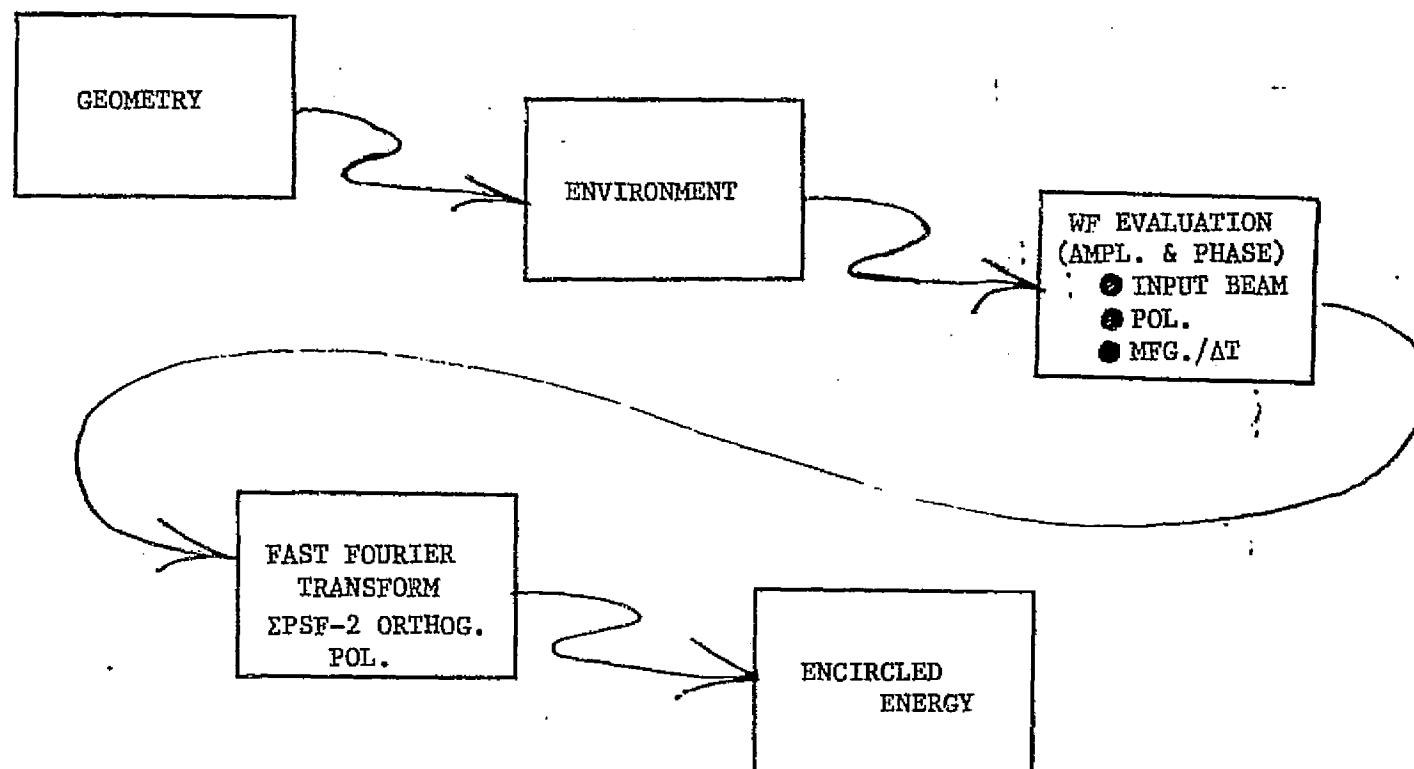 GEOMETRY
ENVIRONMENT
WF EVALUATION
(AMPL. & PHASE)
● INPUT BEAM
● POL.
● MFG./ΔT
FAST FOURIER
TRANSFORM
ΣPSF-2 ORTHOG.
POL.
ENCIRCLED
ENERGY